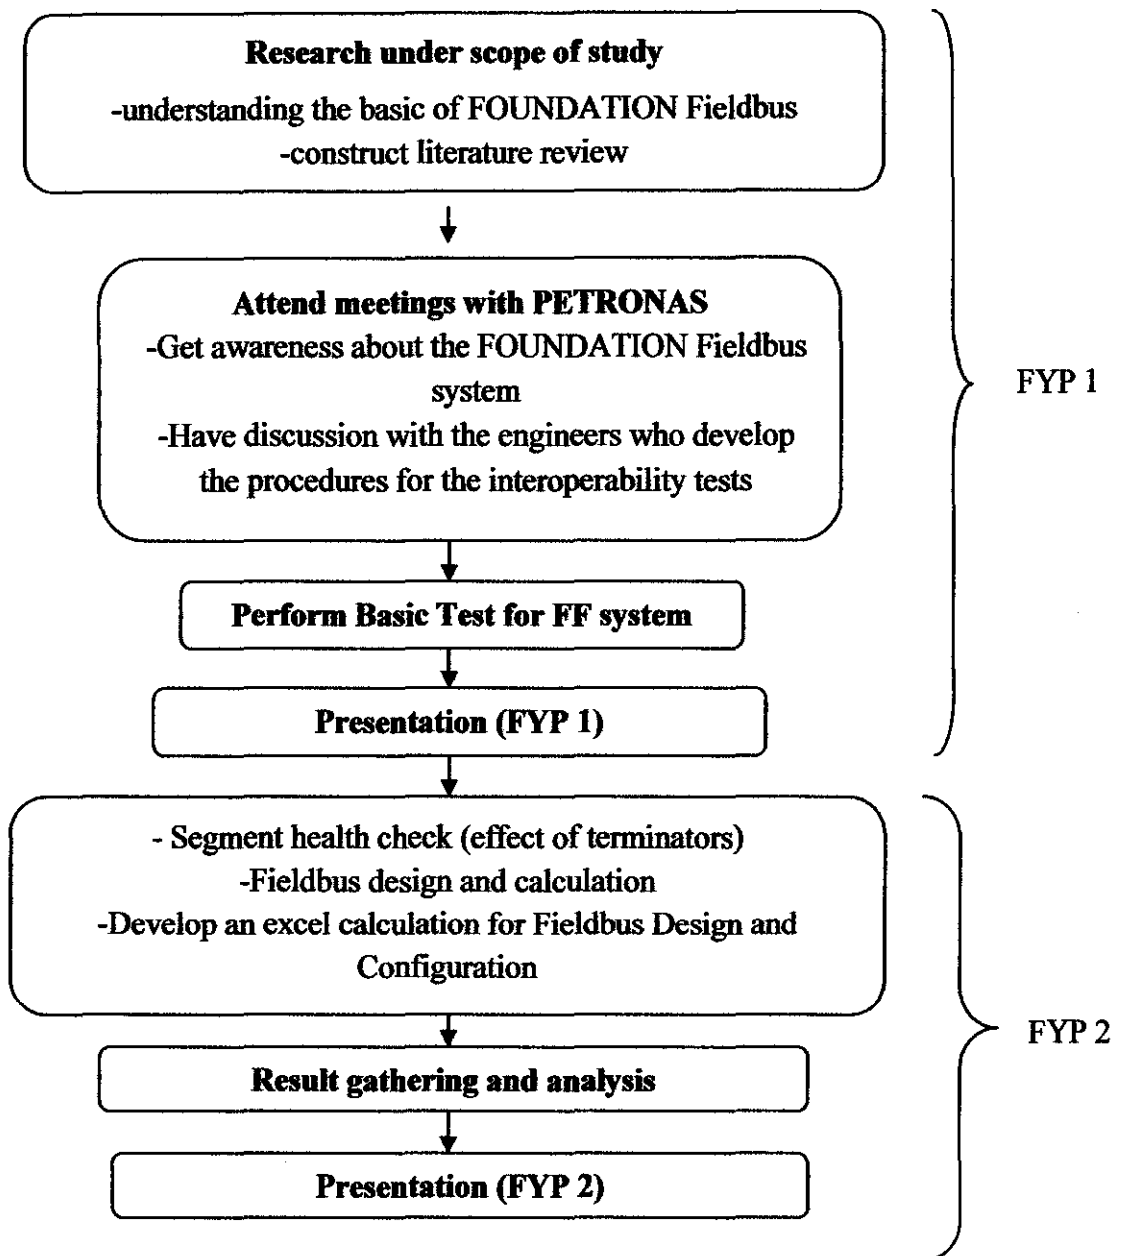 Research under scope of study
-understanding the basic of FOUNDATION Fieldbus
-construct literature review
Attend meetings with PETRONAS
-Get awareness about the FOUNDATION Fieldbus
system
-Have discussion with the engineers who develop
the procedures for the interoperability tests
Perform Basic Test for FF system
Presentation (FYP 1)
FYP 1
- Segment health check (effect of terminators)
-Fieldbus design and calculation
-Develop an excel calculation for Fieldbus Design and
Configuration
Result gathering and analysis
Presentation (FYP 2)
FYP 2